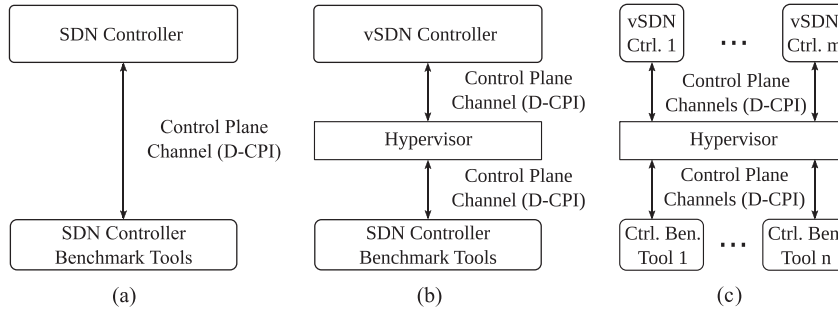 SDN Controller
Control Plane
Channel (D-CPI)
SDN Controller
Benchmark Tools
(a)
vSDN Controller
Control Plane
Channel (D-CPI)
Hypervisor
Control Plane
Channel (D-CPI)
SDN Controller
Benchmark Tools
(b)
vSDN
Ctrl. 1
...
vSDN
Ctrl. m
Control Plane
Channels (D-CPI)
Hypervisor
Control Plane
Channels (D-CPI)
Ctrl. Ben.
Tool 1
...
Ctrl. Ben.
Tool n
(c)